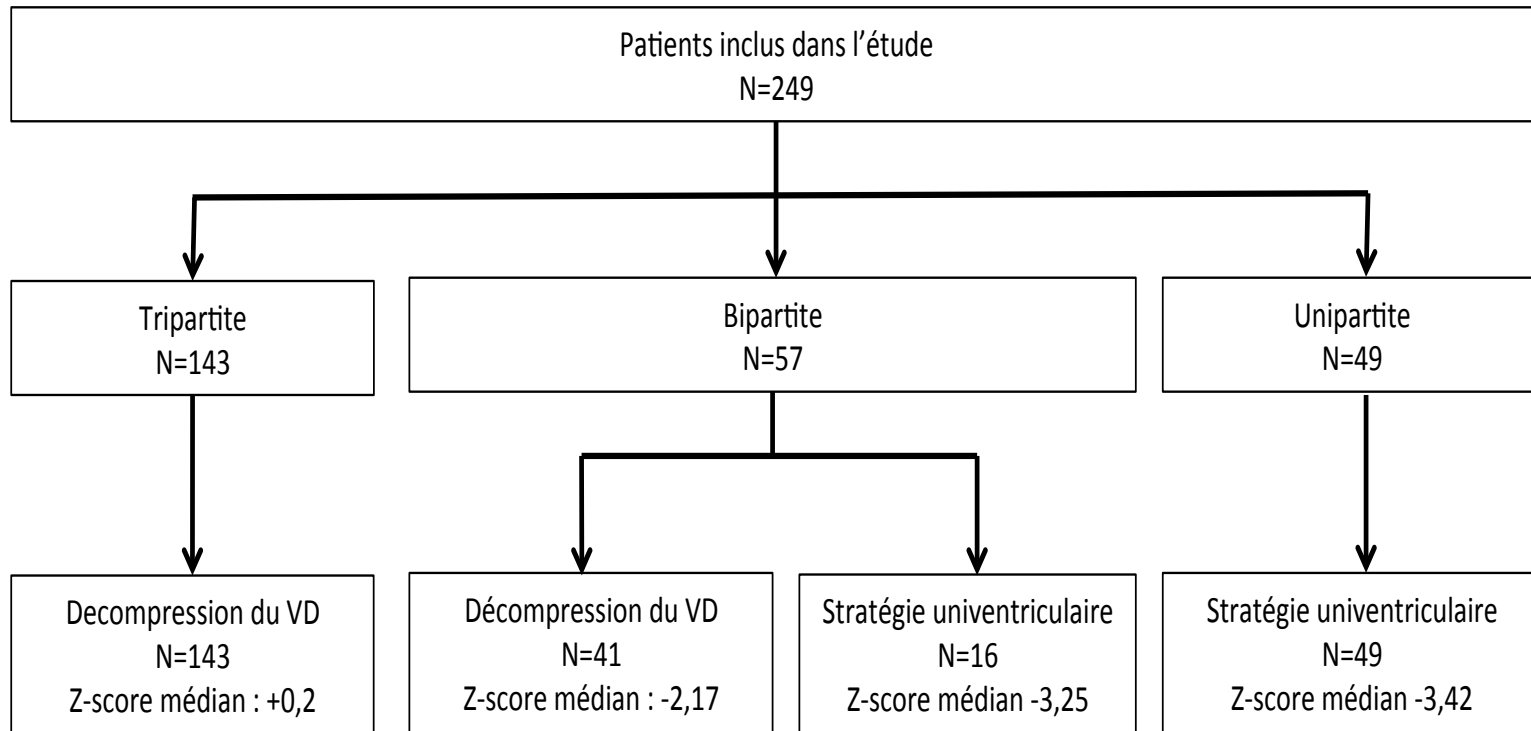 Patients inclus dans l’étude
N=249
Tripartite
N=143
Bipartite
N=57
Unipartite
N=49
Decompression du VD
N=143
Z-score médian : +0,2
Décompression du VD
N=41
Z-score médian : -2,17
Stratégie univentriculaire
N=16
Z-score médian -3,25
Stratégie univentriculaire
N=49
Z-score médian -3,42